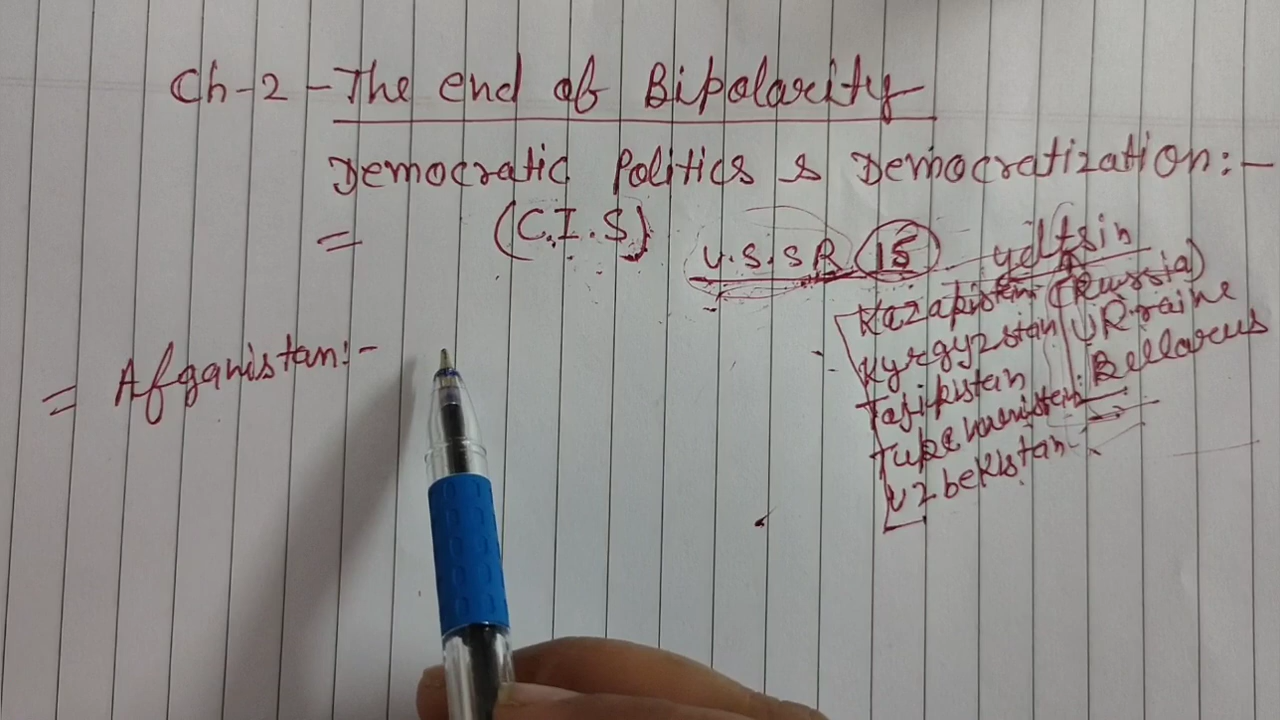 Ch-2 - The end of Bipolarity
Democratic Politics & Democratization:-
= (C.I.S)
U.S.S.R 15
yeltsin
Kazakistan (Russia)
Kyrgyzstan UKraine
Tajikistan Bellarus
Uzbekistan
= Afganistan:-